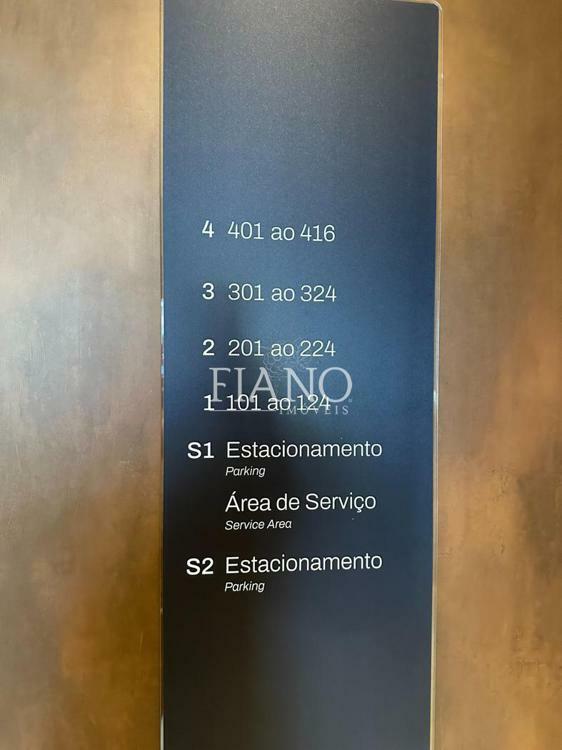 4 401 ao 416
3 301 ao 324
2 201 ao 224
FIANO
IMÓVEIS
1 101 ao 124
S1 Estacionamento
Parking
Área de Serviço
Service Area
S2 Estacionamento
Parking